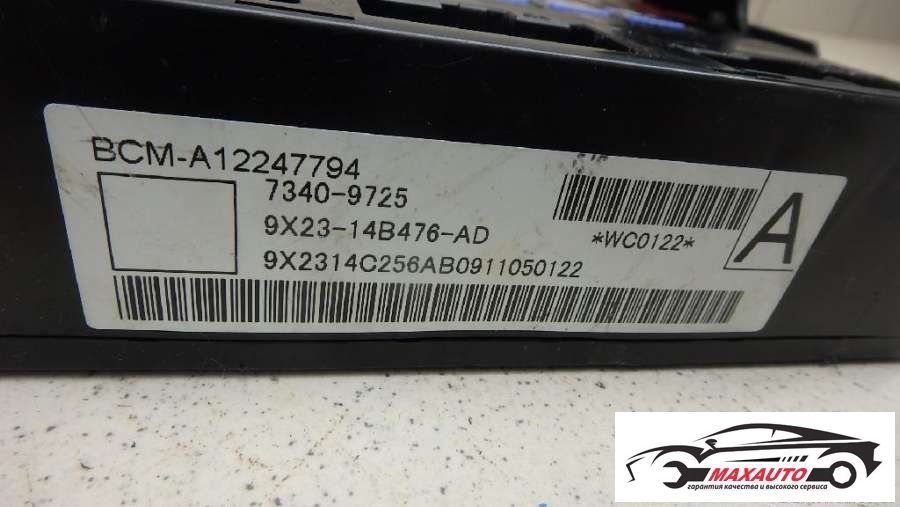 BCM-A12247794
7340-9725
9X23-14B476-AD
9X2314C256AB0911050122
*WC0122*
A
MAXAUTO
гарантия качества и высокого сервиса